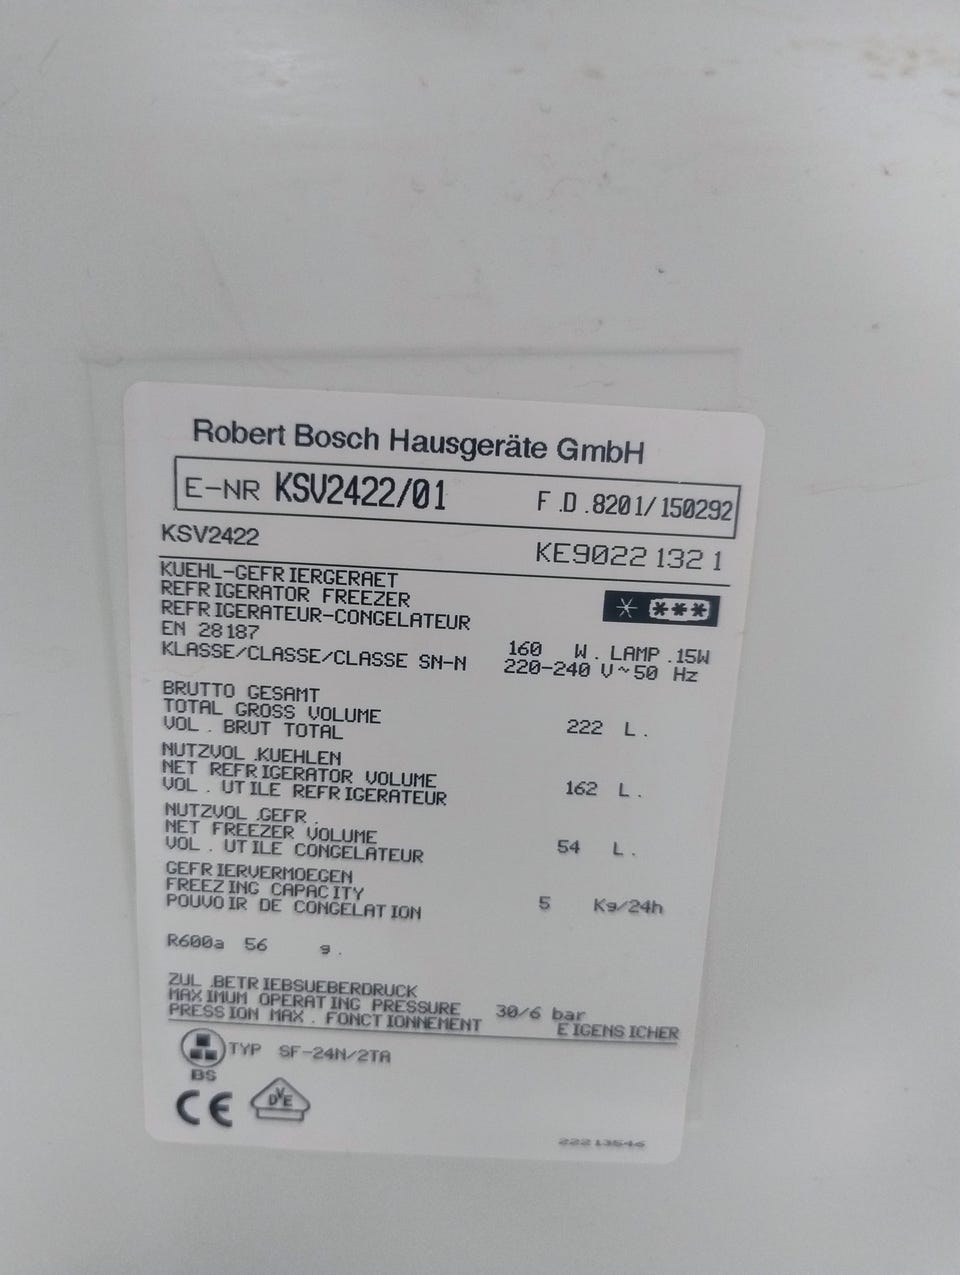 Robert Bosch Hausgeräte GmbH
E-NR KSV2422/01 F.D.8201/150292
KSV2422 KE90221321
KUEHL-GEFRIERGERAET
REFRIGERATOR FREEZER
REFRIGERATEUR-CONGELATEUR
* ***
EN 28187
160 W. LAMP.15W
KLASSE/CLASSE/CLASSE SN-N 220-240 V~50 Hz
BRUTTO GESAMT
TOTAL GROSS VOLUME
VOL. BRUT TOTAL 222 L.
NUTZVOL.KUEHLEN
NET REFRIGERATOR VOLUME
VOL. UTILE REFRIGERATEUR 162 L.
NUTZVOL.GEFR.
NET FREEZER VOLUME
VOL. UTILE CONGELATEUR 54 L.
GEFRIERVERMOEGEN
FREEZING CAPACITY
POUVOIR DE CONGELATION 5 Kg/24h
R600a 56 g.
ZUL.BETRIEBSUEBERDRUCK
MAXIMUM OPERATING PRESSURE 30/6 bar
PRESSION MAX. FONCTIONNEMENT EIGENSICHER
TYP SF-24N/2TA
BS
CE DVE
22213546